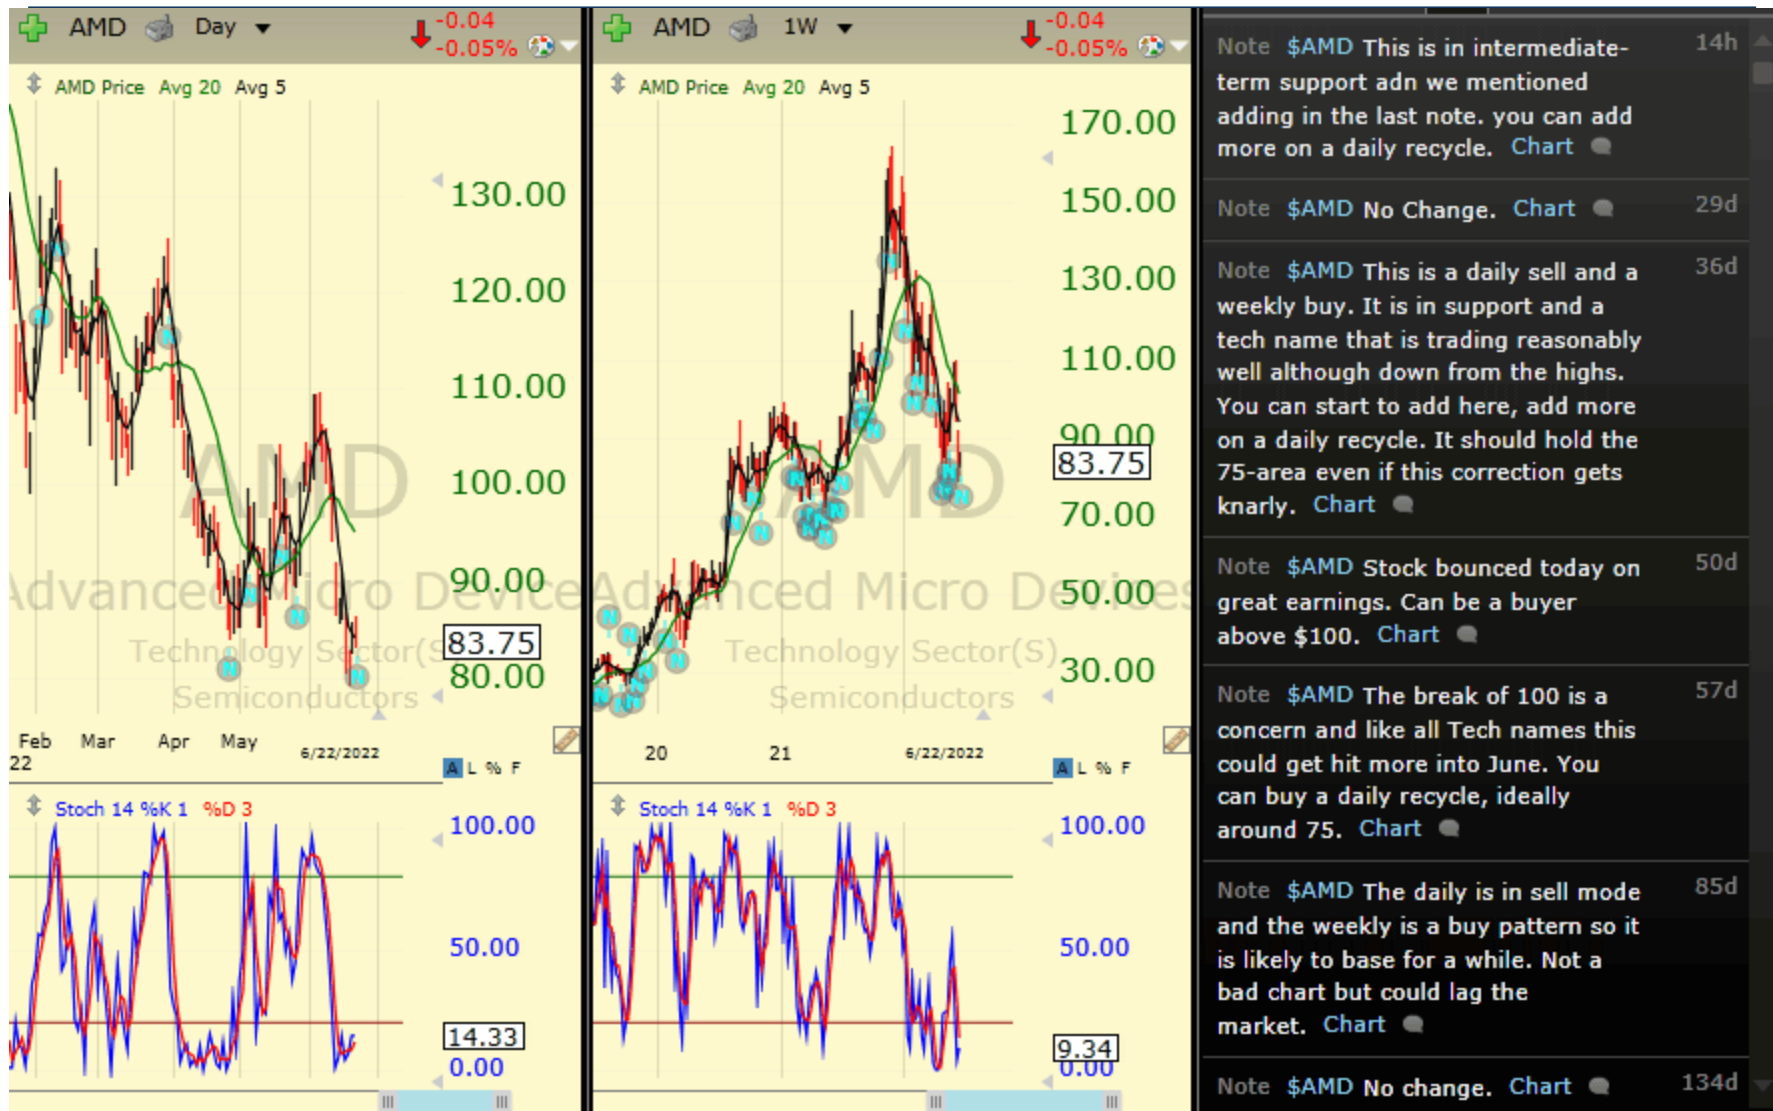 AMD Day
-0.04
-0.05%
AMD Price Avg 20 Avg 5
130.00
120.00
110.00
100.00
90.00
83.75
80.00
AMD
Advanced Micro Device
Technology Sector(S
Semiconductors
Feb Mar Apr May 6/22/2022
22
A L % F
Stoch 14 %K 1 %D 3
100.00
50.00
14.33
0.00
AMD 1W
-0.04
-0.05%
AMD Price Avg 20 Avg 5
170.00
150.00
130.00
110.00
90.00
83.75
70.00
50.00
30.00
AMD
Advanced Micro Devices
Technology Sector(S)
Semiconductors
20 21 6/22/2022
A L % F
Stoch 14 %K 1 %D 3
100.00
50.00
9.34
0.00
Note $AMD This is in intermediate- 14h
term support adn we mentioned
adding in the last note. you can add
more on a daily recycle. Chart
Note $AMD No Change. Chart 29d
Note $AMD This is a daily sell and a 36d
weekly buy. It is in support and a
tech name that is trading reasonably
well although down from the highs.
You can start to add here, add more
on a daily recycle. It should hold the
75-area even if this correction gets
knarly. Chart
Note $AMD Stock bounced today on 50d
great earnings. Can be a buyer
above $100. Chart
Note $AMD The break of 100 is a 57d
concern and like all Tech names this
could get hit more into June. You
can buy a daily recycle, ideally
around 75. Chart
Note $AMD The daily is in sell mode 85d
and the weekly is a buy pattern so it
is likely to base for a while. Not a
bad chart but could lag the
market. Chart
Note $AMD No change. Chart 134d